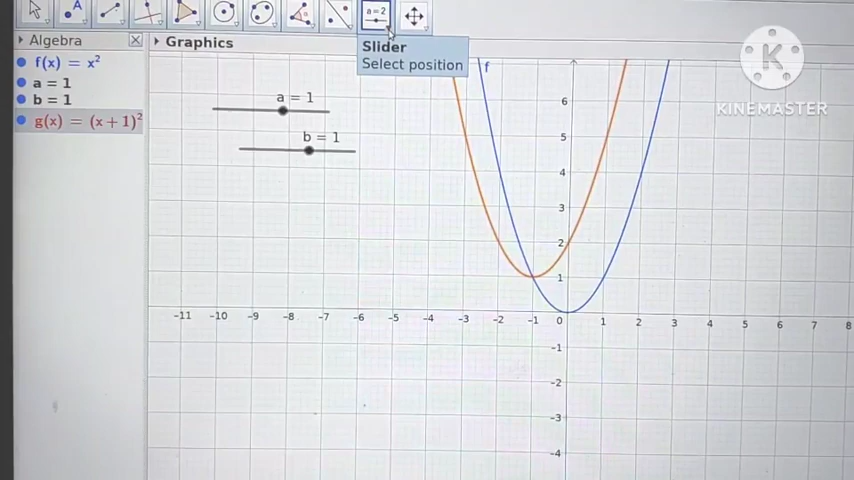 A
a=2
Algebra
Graphics
Slider
Select position
f(x) = x²
a = 1
b = 1
g(x) = (x+1)²
a = 1
b = 1
f
K
KINEMASTER
6
5
4
3
2
1
-11 -10 -9 -8 -7 -6 -5 -4 -3 -2 -1 0 1 2 3 4 5 6 7 8
-1
-2
-3
-4